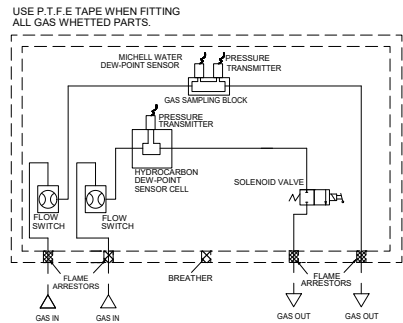 USE P.T.F.E TAPE WHEN FITTING
ALL GAS WHETTED PARTS.
MICHELL WATER
DEW-POINT SENSOR
PRESSURE
TRANSMITTER
GAS SAMPLING BLOCK
PRESSURE
TRANSMITTER
HYDROCARBON
DEW-POINT
SENSOR CELL
SOLENOID VALVE
FLOW
SWITCH
FLOW
SWITCH
FLAME
ARRESTORS
BREATHER
FLAME
ARRESTORS
GAS IN
GAS IN
GAS OUT
GAS OUT